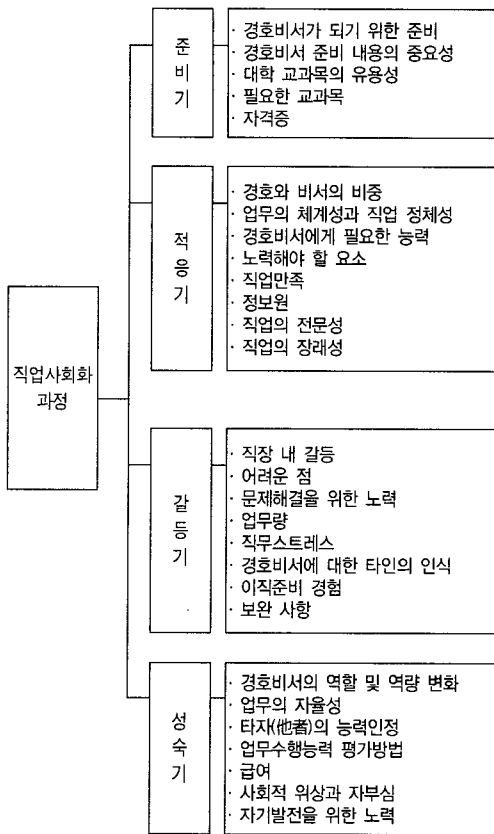 준비기
· 경호비서가 되기 위한 준비
· 경호비서 준비 내용의 중요성
· 대학 교과목의 유용성
· 필요한 교과목
· 자격증
적응기
· 경호와 비서의 비중
· 업무의 체계성과 직업 정체성
· 경호비서에게 필요한 능력
· 노력해야 할 요소
· 직업만족
· 정보원
· 직업의 전문성
· 직업의 장래성
직업사회화
과정
갈등기
· 직장 내 갈등
· 어려운 점
· 문제해결을 위한 노력
· 업무량
· 직무스트레스
· 경호비서에 대한 타인의 인식
· 이직준비 경험
· 보완 사항
성숙기
· 경호비서의 역할 및 역량 변화
· 업무의 자율성
· 타자(他者)의 능력인정
· 업무수행능력 평가방법
· 급여
· 사회적 위상과 자부심
· 자기발전을 위한 노력